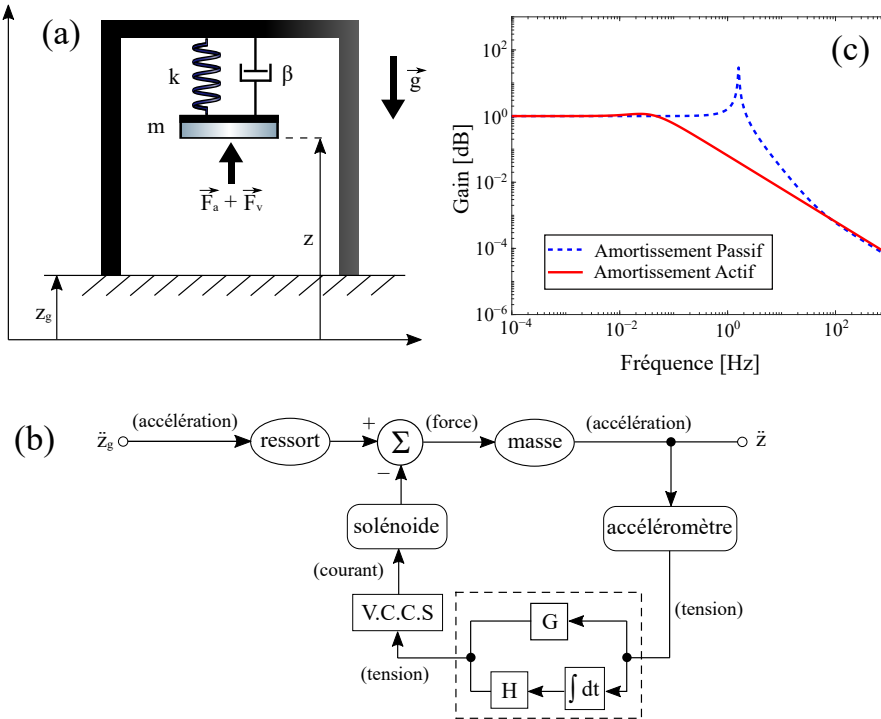 (a)
k
β
g
m
F_a + F_v
z
z_g
(c)
Gain [dB]
10^3
10^2
10^0
10^-2
10^-4
10^-6
Amortissement Passif
Amortissement Actif
10^-4
10^-2
10^0
10^2
Fréquence [Hz]
(b)
z̈_g
(accélération)
ressort
+
Σ
−
(force)
masse
(accélération)
z̈
solénoide
accéléromètre
(courant)
V.C.C.S
(tension)
(tension)
G
H
∫ dt